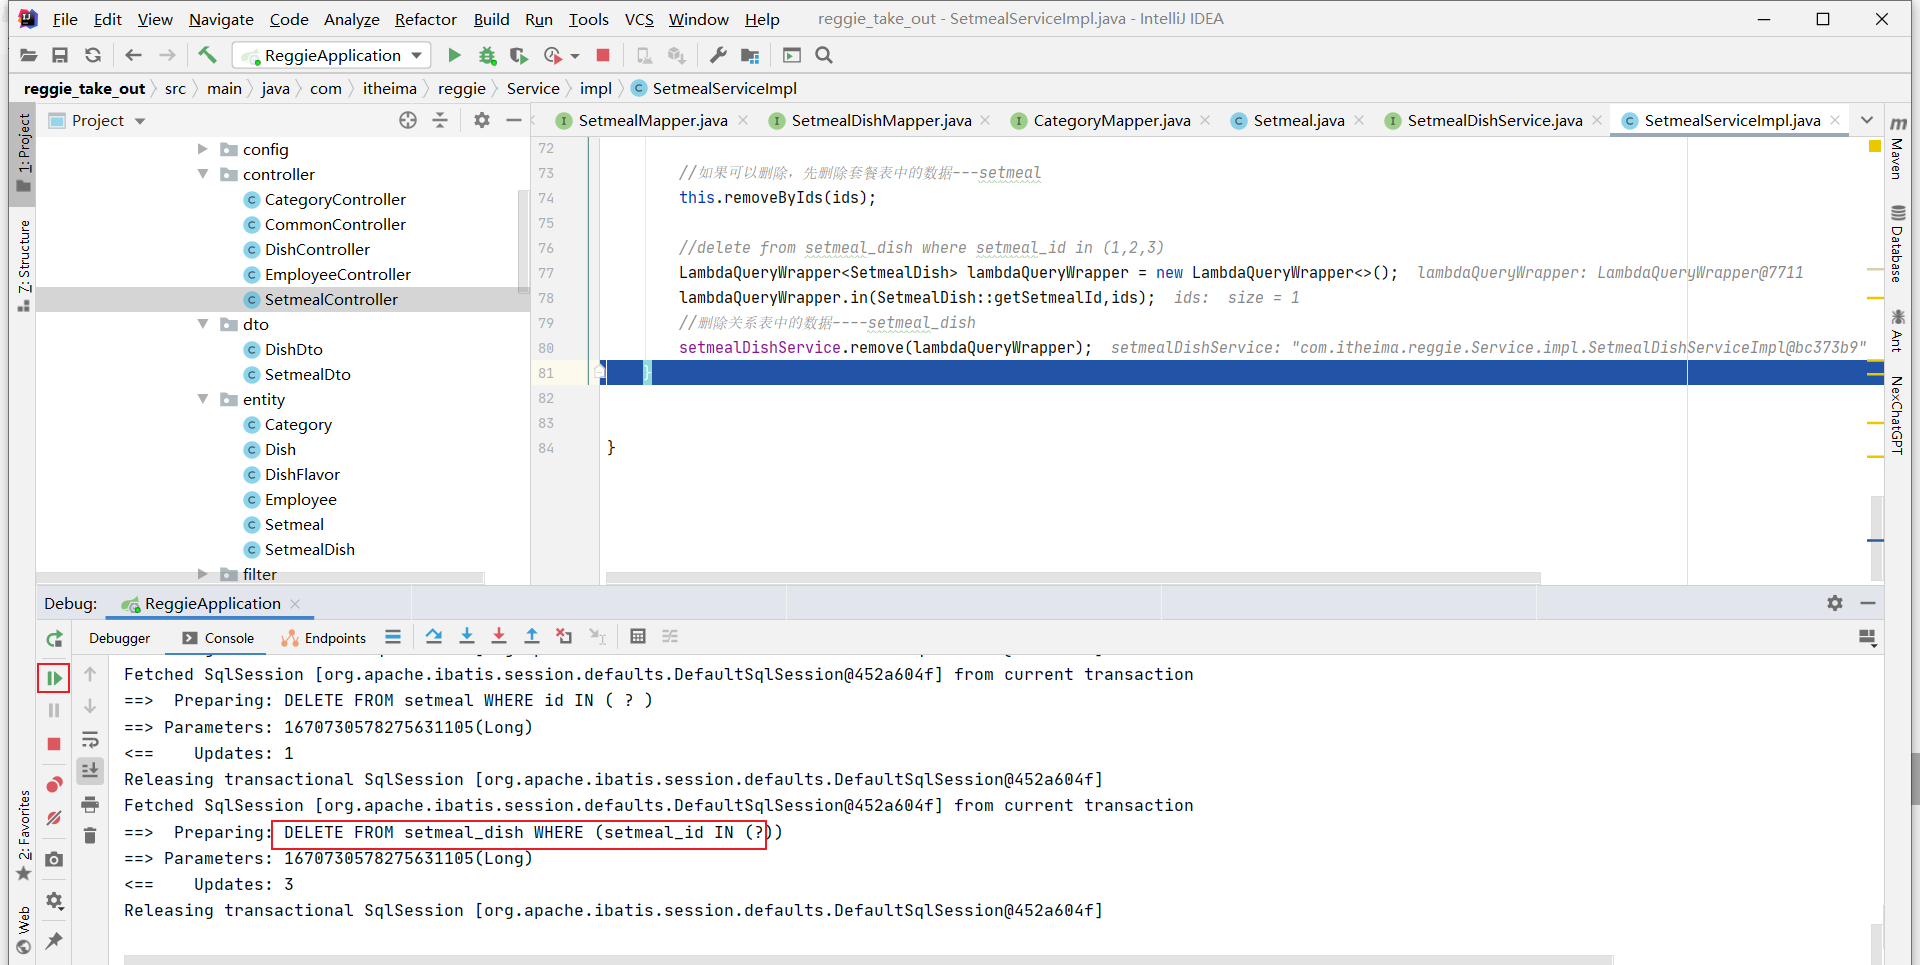 File Edit View Navigate Code Analyze Refactor Build Run Tools VCS Window Help reggie_take_out - SetmealServiceImpl.java - IntelliJ IDEA
ReggieApplication
reggie_take_out src main java com itheima reggie Service impl SetmealServiceImpl
Project
SetmealMapper.java SetmealDishMapper.java CategoryMapper.java Setmeal.java SetmealDishService.java SetmealServiceImpl.java
1: Project
Z: Structure
2: Favorites
Web
config
controller
CategoryController
CommonController
DishController
EmployeeController
SetmealController
dto
DishDto
SetmealDto
entity
Category
Dish
DishFlavor
Employee
Setmeal
SetmealDish
filter
72
73 //如果可以删除，先删除套餐表中的数据---setmeal
74 this.removeByIds(ids);
75
76 //delete from setmeal_dish where setmeal_id in (1,2,3)
77 LambdaQueryWrapper<SetmealDish> lambdaQueryWrapper = new LambdaQueryWrapper<>(); lambdaQueryWrapper: LambdaQueryWrapper@7711
78 lambdaQueryWrapper.in(SetmealDish::getSetmealId,ids); ids: size = 1
79 //删除关系表中的数据----setmeal_dish
80 setmealDishService.remove(lambdaQueryWrapper); setmealDishService: "com.itheima.reggie.Service.impl.SetmealDishServiceImpl@bc373b9"
81 }
82
83
84 }
Maven
Database
Ant
NexChatGPT
Debug: ReggieApplication
Debugger Console Endpoints
Fetched SqlSession [org.apache.ibatis.session.defaults.DefaultSqlSession@452a604f] from current transaction
==>  Preparing: DELETE FROM setmeal WHERE id IN ( ? )
==> Parameters: 1670730578275631105(Long)
<==    Updates: 1
Releasing transactional SqlSession [org.apache.ibatis.session.defaults.DefaultSqlSession@452a604f]
Fetched SqlSession [org.apache.ibatis.session.defaults.DefaultSqlSession@452a604f] from current transaction
==>  Preparing: DELETE FROM setmeal_dish WHERE (setmeal_id IN (?))
==> Parameters: 1670730578275631105(Long)
<==    Updates: 3
Releasing transactional SqlSession [org.apache.ibatis.session.defaults.DefaultSqlSession@452a604f]